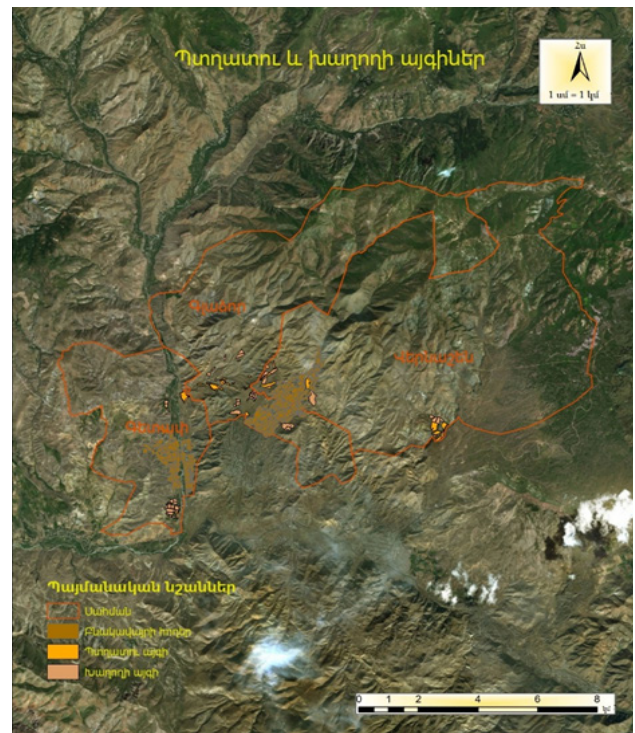 Պտղատու և խաղողի այգիներ
1 սմ = 1 կմ
Պայմանական նշաններ
Սահման
Բնակավայրի հողեր
Պտղատու այգի
Խաղողի այգի
0 1 2 4 6 8
կմ